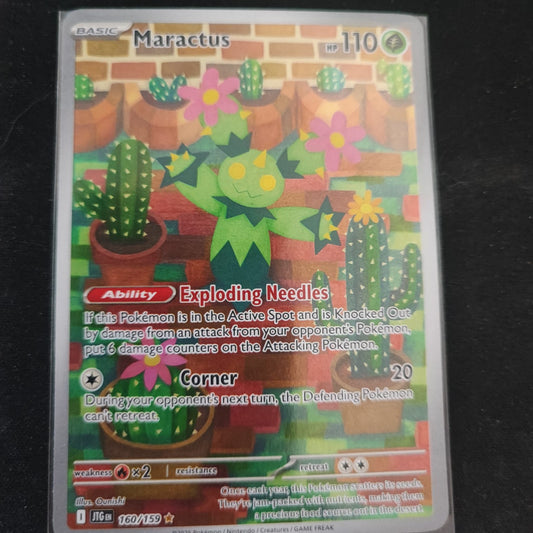 BASIC Maractus HP 110
Ability Exploding Needles
If this Pokémon is in the Active Spot and is Knocked Out
by damage from an attack from your opponent's Pokémon,
put 6 damage counters on the Attacking Pokémon.
Corner 20
During your opponent's next turn, the Defending Pokémon
can't retreat.
weakness ×2 resistance retreat
Illus. Ounishi
Once each year, this Pokémon scatters its seeds.
They're jam-packed with nutrients, making them
a precious food source out in the desert.
I JTG EN 160/159
©2025 Pokémon / Nintendo / Creatures / GAME FREAK